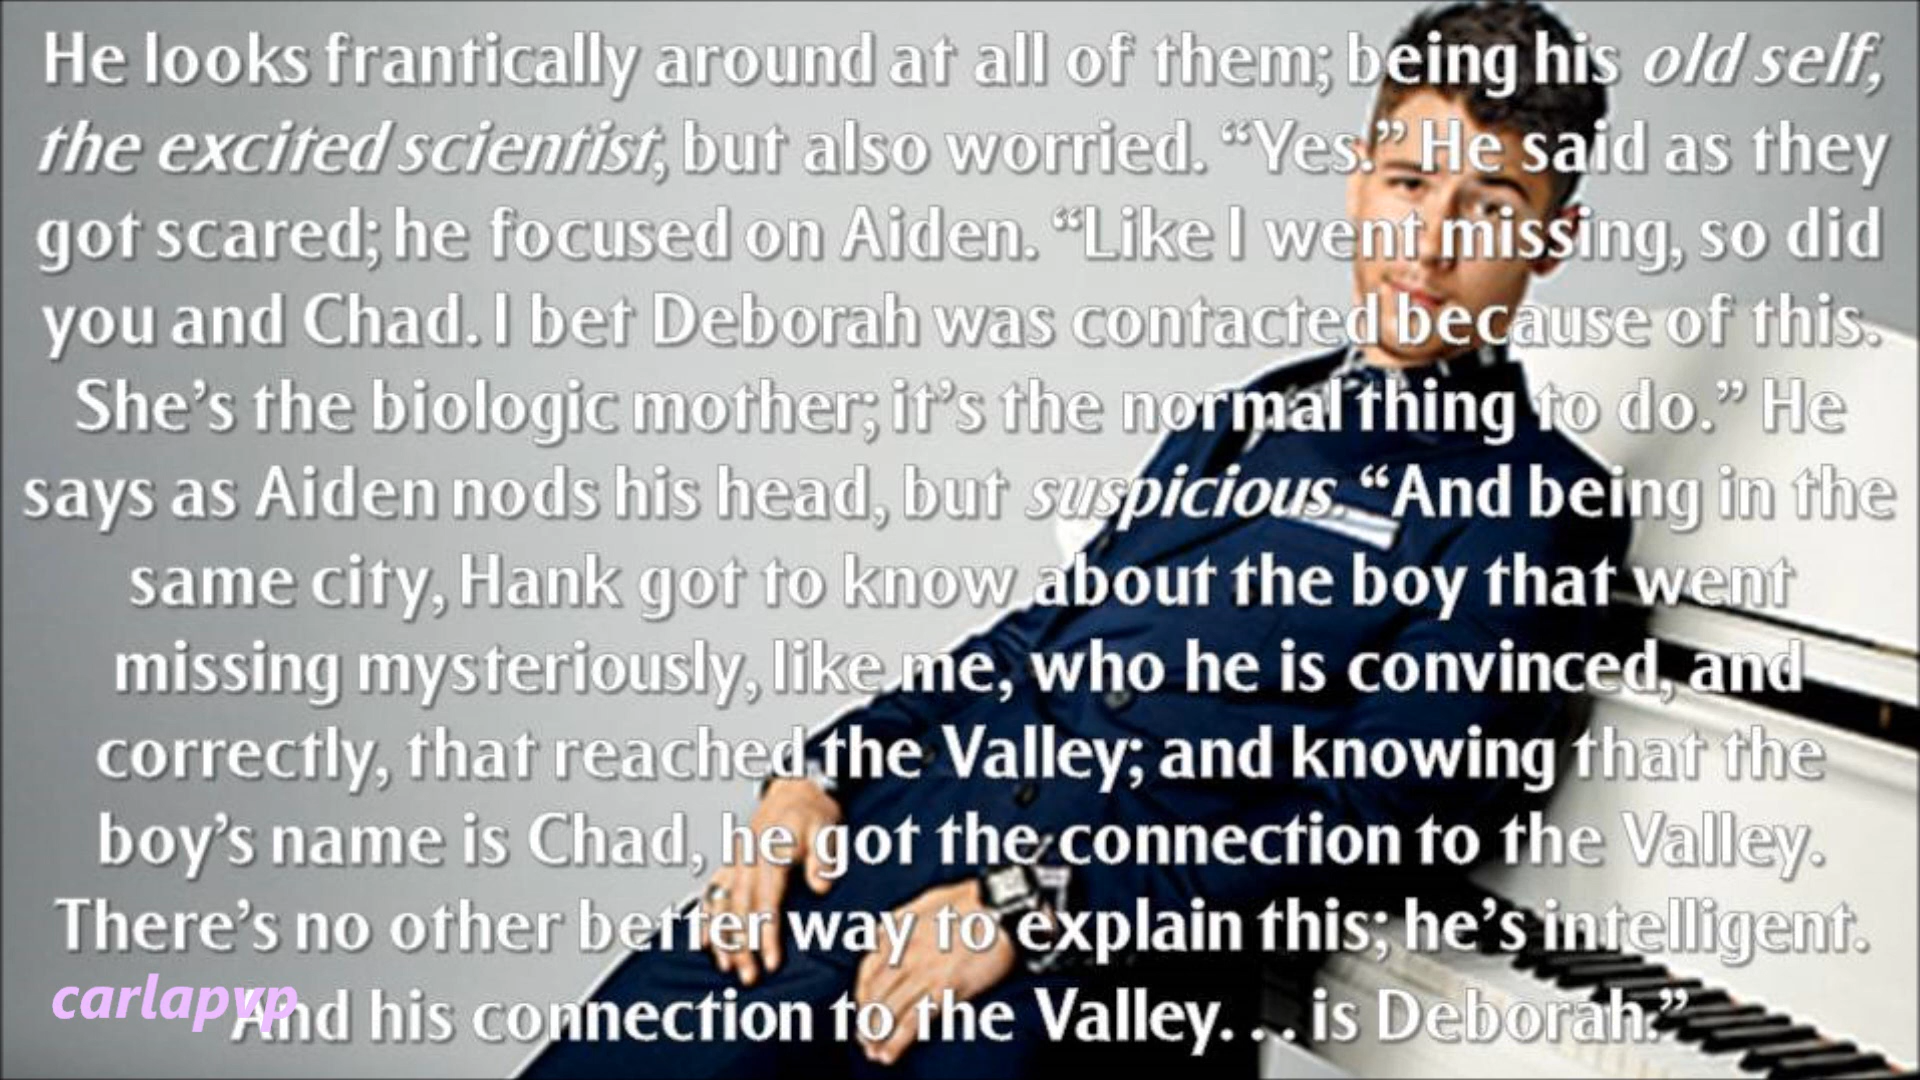 He looks frantically around at all of them; being his old self,
the excited scientist, but also worried. “Yes.” He said as they
got scared; he focused on Aiden. “Like I went missing, so did
you and Chad. I bet Deborah was contacted because of this.
She’s the biologic mother; it’s the normal thing to do.” He
says as Aiden nods his head, but suspicious. “And being in the
same city, Hank got to know about the boy that went
missing mysteriously, like me, who he is convinced, and
correctly, that reached the Valley; and knowing that the
boy’s name is Chad, he got the connection to the Valley.
There’s no other better way to explain this; he’s intelligent.
And his connection to the Valley. . . is Deborah.”
carlapvp